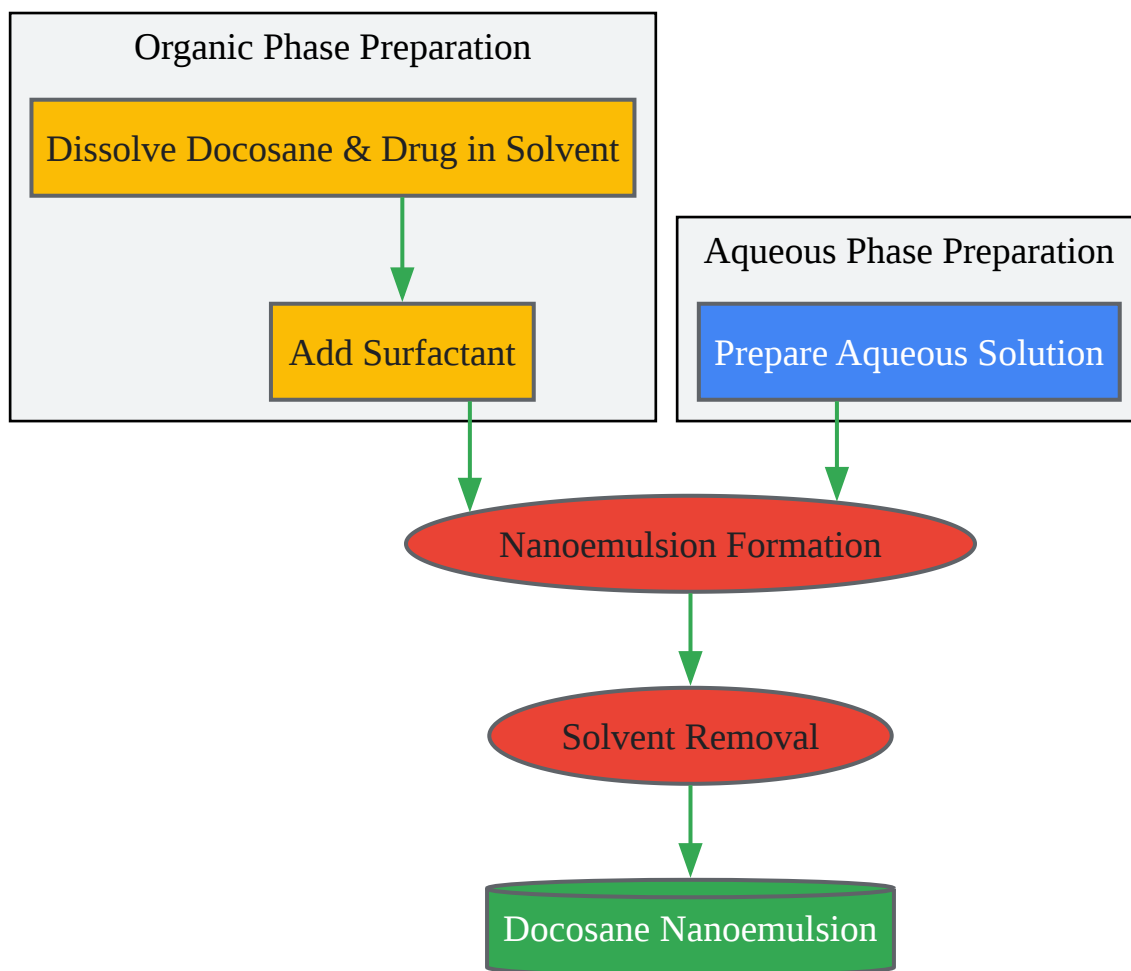 Organic Phase Preparation
Dissolve Docosane & Drug in Solvent
Add Surfactant
Aqueous Phase Preparation
Prepare Aqueous Solution
Nanoemulsion Formation
Solvent Removal
Docosane Nanoemulsion